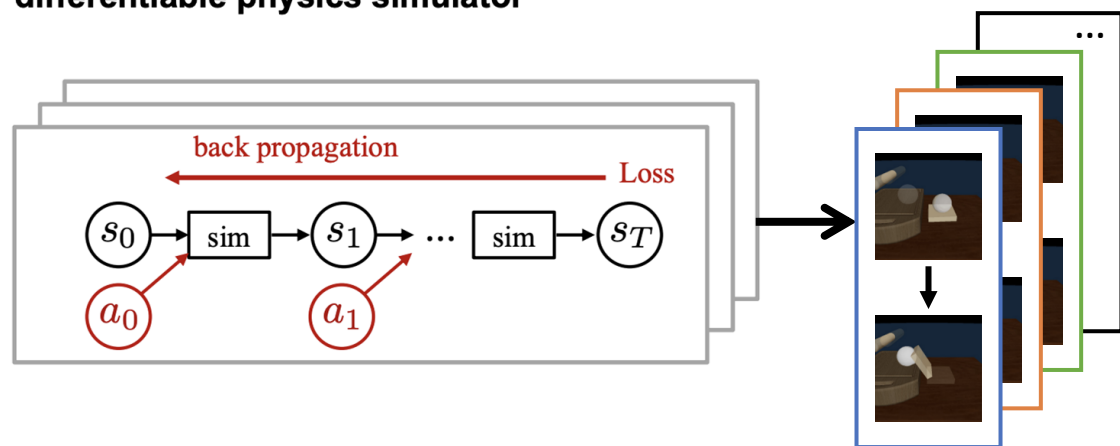 differentiable physics simulator
...
back propagation
Loss
s0 sim s1 ... sim sT
a0 a1